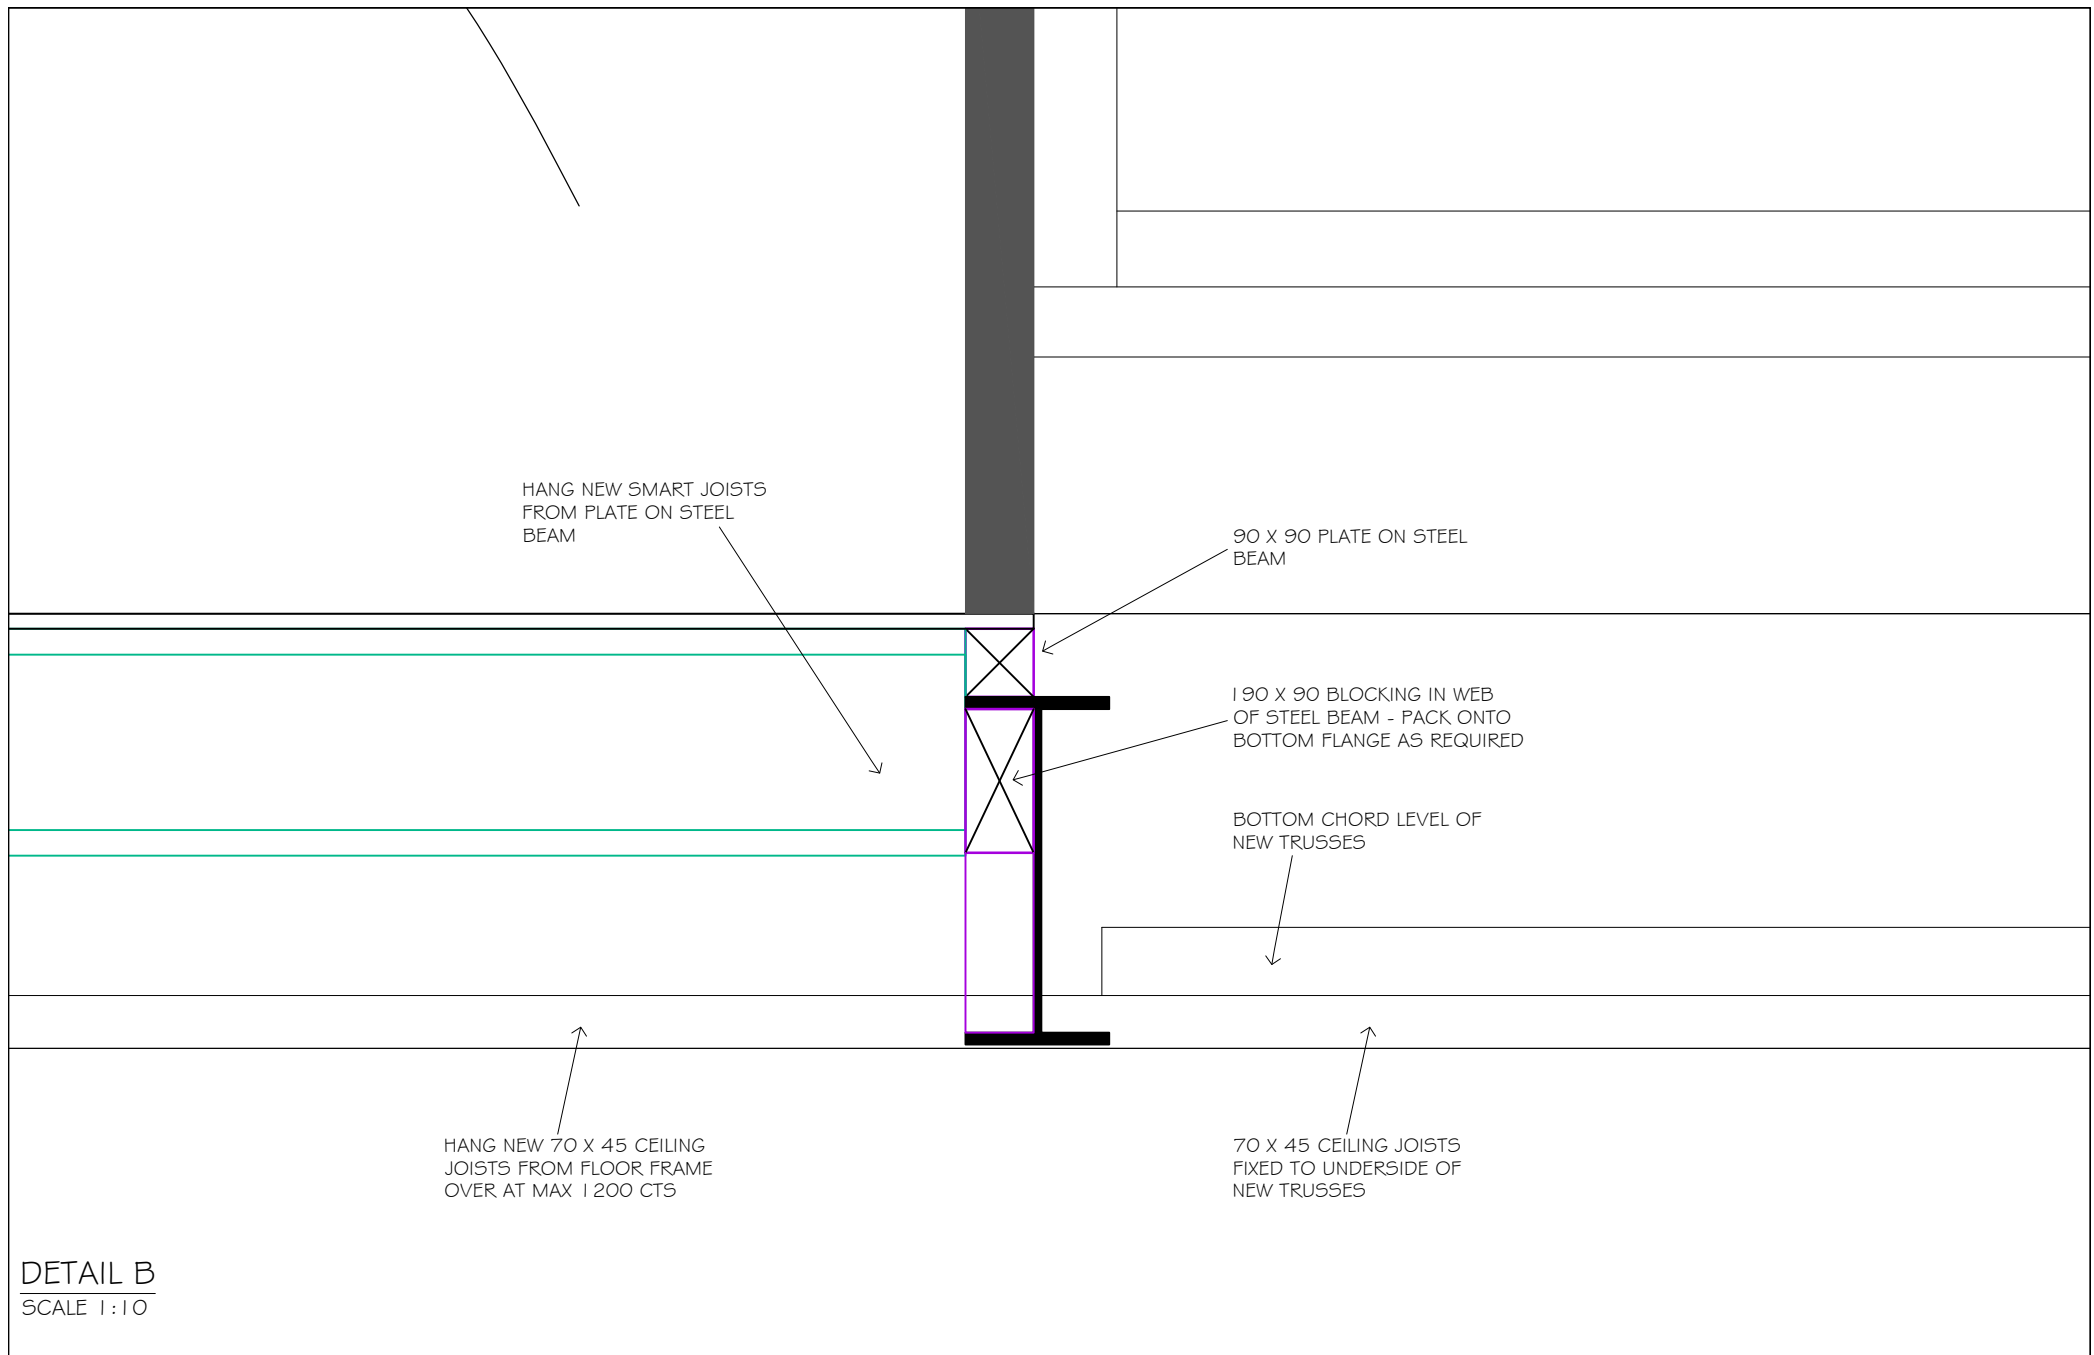 HANG NEW SMART JOISTS
FROM PLATE ON STEEL
BEAM
90 X 90 PLATE ON STEEL
BEAM
190 X 90 BLOCKING IN WEB
OF STEEL BEAM - PACK ONTO
BOTTOM FLANGE AS REQUIRED
BOTTOM CHORD LEVEL OF
NEW TRUSSES
HANG NEW 70 X 45 CEILING
JOISTS FROM FLOOR FRAME
OVER AT MAX 1200 CTS
70 X 45 CEILING JOISTS
FIXED TO UNDERSIDE OF
NEW TRUSSES
DETAIL B
SCALE 1:10